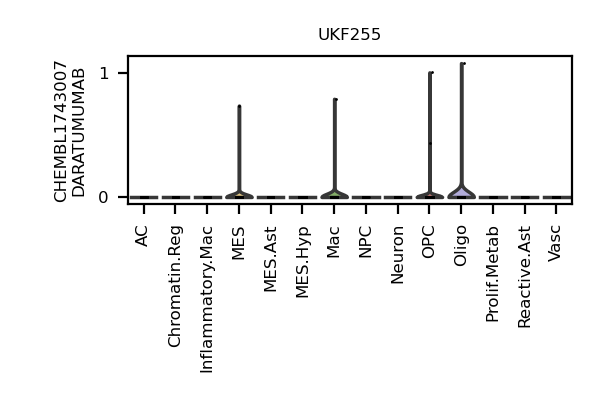 UKF255
CHEMBL1743007
DARATUMUMAB
1
0
AC
Chromatin.Reg
Inflammatory.Mac
MES
MES.Ast
MES.Hyp
Mac
NPC
Neuron
OPC
Oligo
Prolif.Metab
Reactive.Ast
Vasc